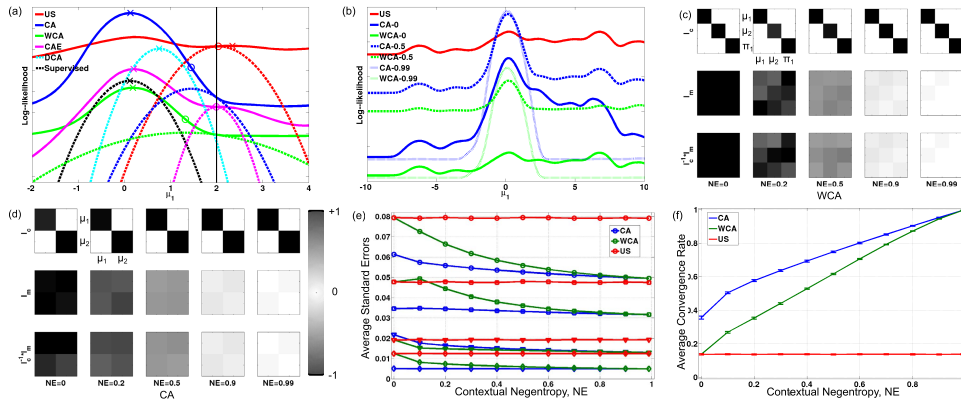 (a)
US
CA
WCA
CAE
DCA
Supervised
Log-likelihood
-2
-1
0
1
2
3
4
μ1
(b)
US
CA-0
WCA-0
CA-0.5
WCA-0.5
CA-0.99
WCA-0.99
Log-likelihood
-10
-5
0
5
10
μ1
(c)
Ic
μ1
μ2
π1
μ1 μ2 π1
Im
Ic-1*Im
NE=0
NE=0.2
NE=0.5
NE=0.9
NE=0.99
WCA
(d)
Ic
μ1
μ2
μ1 μ2
Im
Ic-1*Im
NE=0
NE=0.2
NE=0.5
NE=0.9
NE=0.99
CA
+1
0
-1
(e)
0.08
0.07
0.06
0.05
0.04
0.03
0.02
0.01
0
Average Standard Errors
CA
WCA
US
0 0.1 0.2 0.3 0.4 0.5 0.6 0.7 0.8 0.9 1
Contextual Negentropy, NE
(f)
1
0.8
0.6
0.4
0.2
0
Average Convergence Rate
CA
WCA
US
0
0.2
0.4
0.6
0.8
Contextual Negentropy, NE